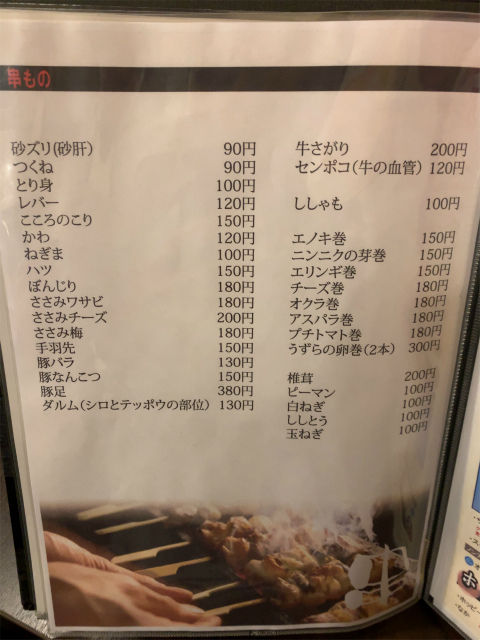 串もの
砂ズリ(砂肝) 90円
つくね 90円
とり身 100円
レバー 120円
こころのこり 150円
かわ 120円
ねぎま 100円
ハツ 150円
ぼんじり 180円
ささみワサビ 180円
ささみチーズ 200円
ささみ梅 180円
手羽先 150円
豚バラ 130円
豚なんこつ 150円
豚足 380円
ダルム(シロとテッポウの部位) 130円
牛さがり 200円
センポコ(牛の血管) 120円
ししゃも 100円
エノキ巻 150円
ニンニクの芽巻 150円
エリンギ巻 150円
チーズ巻 180円
オクラ巻 180円
アスパラ巻 180円
プチトマト巻 180円
うずらの卵巻(2本) 300円
椎茸 200円
ピーマン 100円
白ねぎ 100円
ししとう 100円
玉ねぎ 100円